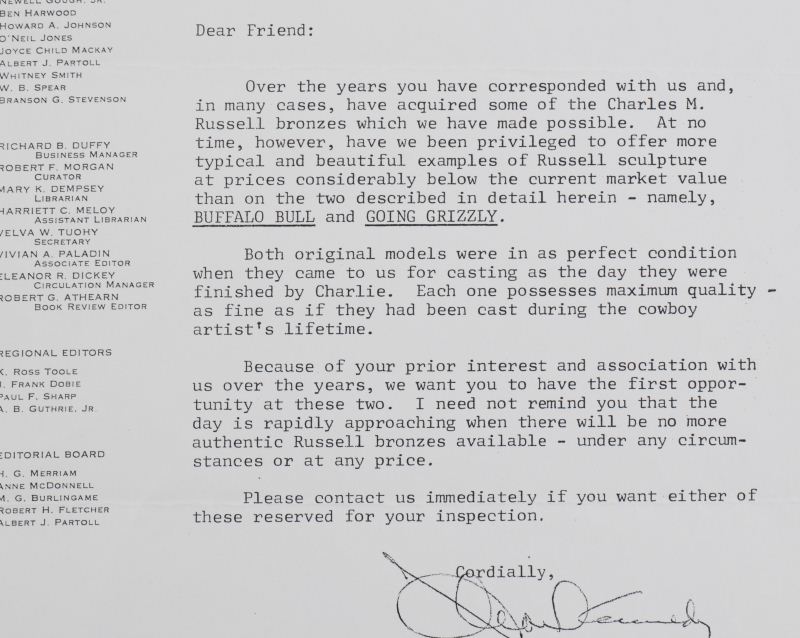 NEWELL GOUGH, JR.
BEN HARWOOD
HOWARD A. JOHNSON
O'NEIL JONES
JOYCE CHILD MACKAY
ALBERT J. PARTOLL
WHITNEY SMITH
W. B. SPEAR
BRANSON G. STEVENSON
RICHARD B. DUFFY
BUSINESS MANAGER
ROBERT F. MORGAN
CURATOR
MARY K. DEMPSEY
LIBRARIAN
HARRIETT C. MELOY
ASSISTANT LIBRARIAN
VELVA W. TUOHY
SECRETARY
VIVIAN A. PALADIN
ASSOCIATE EDITOR
ELEANOR R. DICKEY
CIRCULATION MANAGER
ROBERT G. ATHEARN
BOOK REVIEW EDITOR
REGIONAL EDITORS
K. ROSS TOOLE
J. FRANK DOBIE
PAUL F. SHARP
A. B. GUTHRIE, JR.
EDITORIAL BOARD
H. G. MERRIAM
ANNE MCDONNELL
M. G. BURLINGAME
ROBERT H. FLETCHER
ALBERT J. PARTOLL
Dear Friend:
Over the years you have corresponded with us and,
in many cases, have acquired some of the Charles M.
Russell bronzes which we have made possible. At no
time, however, have we been privileged to offer more
typical and beautiful examples of Russell sculpture
at prices considerably below the current market value
than on the two described in detail herein - namely,
BUFFALO BULL and GOING GRIZZLY.
Both original models were in as perfect condition
when they came to us for casting as the day they were
finished by Charlie. Each one possesses maximum quality -
as fine as if they had been cast during the cowboy
artist's lifetime.
Because of your prior interest and association with
us over the years, we want you to have the first oppor-
tunity at these two. I need not remind you that the
day is rapidly approaching when there will be no more
authentic Russell bronzes available - under any circum-
stances or at any price.
Please contact us immediately if you want either of
these reserved for your inspection.
Cordially,
Kennedy